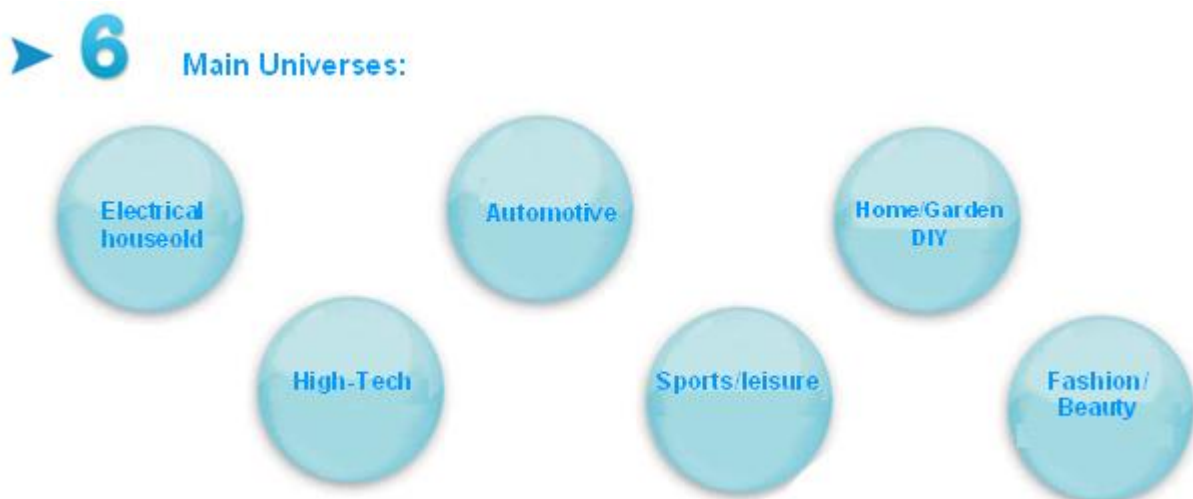 6 Main Universes:
Electrical
houseold
Automotive
Home/Garden
DIY
High-Tech
Sports/leisure
Fashion/
Beauty